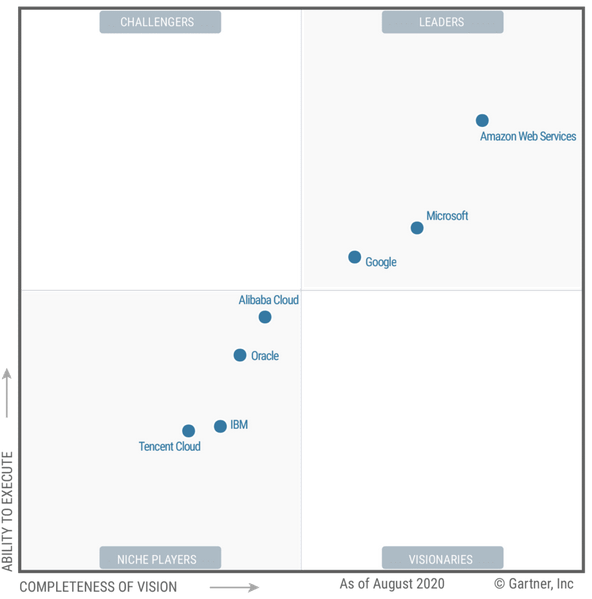 CHALLENGERS
LEADERS
Amazon Web Services
Microsoft
Google
Alibaba Cloud
Oracle
IBM
Tencent Cloud
NICHE PLAYERS
VISIONARIES
ABILITY TO EXECUTE
COMPLETENESS OF VISION
As of August 2020
© Gartner, Inc